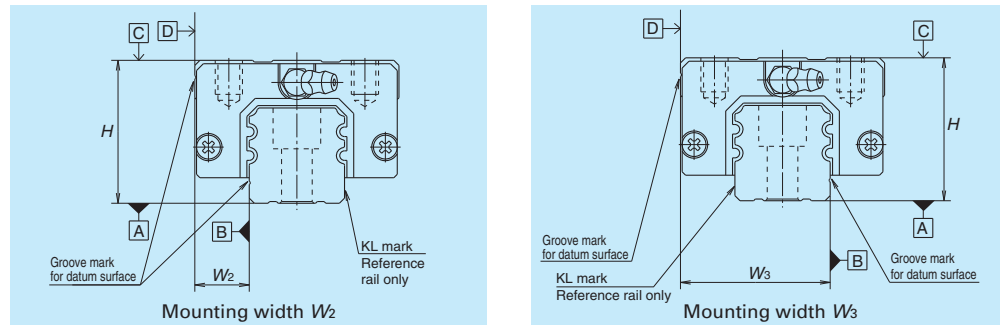 C
D
H
A
B
Groove mark
for datum surface
W2
KL mark
Reference
rail only
Mounting width W2
D
C
H
A
B
Groove mark
for datum surface
KL mark
Reference rail only
W3
Groove mark
for datum surface
Mounting width W3